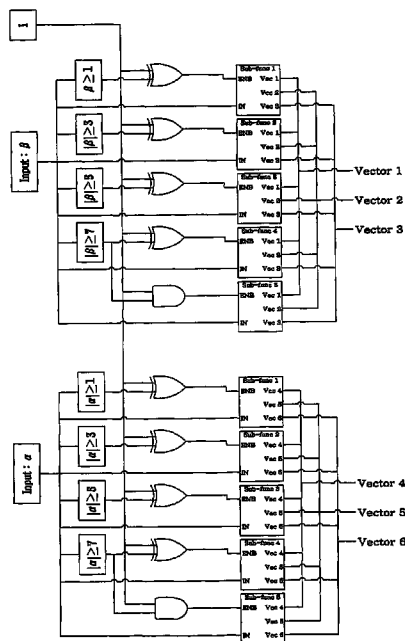 1
Input: β
β ≥1
|β| ≥3
|β| ≥5
|β| ≥7
Sub-func 1
ENB Vec 1
Vec 2
IN Vec 3
Sub-func 2
ENB Vec 1
Vec 2
IN Vec 3
Sub-func 3
ENB Vec 1
Vec 2
IN Vec 3
Sub-func 4
ENB Vec 1
Vec 2
IN Vec 3
Sub-func 5
ENB Vec 1
Vec 2
IN Vec 3
Vector 1
Vector 2
Vector 3
Input: α
|α| ≥1
|α| ≥3
|α| ≥5
|α| ≥7
Sub-func 1
ENB Vec 4
Vec 5
IN Vec 6
Sub-func 2
ENB Vec 4
Vec 5
IN Vec 6
Sub-func 3
ENB Vec 4
Vec 5
IN Vec 6
Sub-func 4
ENB Vec 4
Vec 5
IN Vec 6
Sub-func 5
ENB Vec 4
Vec 5
IN Vec 6
Vector 4
Vector 5
Vector 6